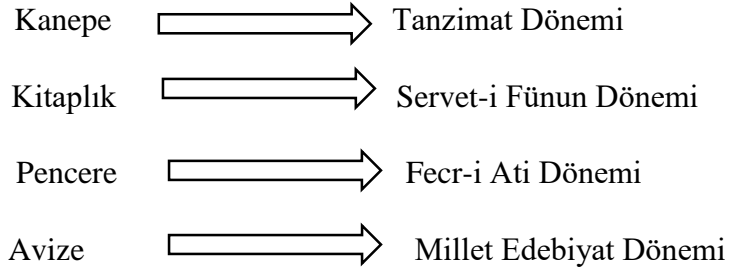 Kanepe Tanzimat Dönemi
Kitaplık Servet-i Fünun Dönemi
Pencere Fecr-i Ati Dönemi
Avize Millet Edebiyat Dönemi